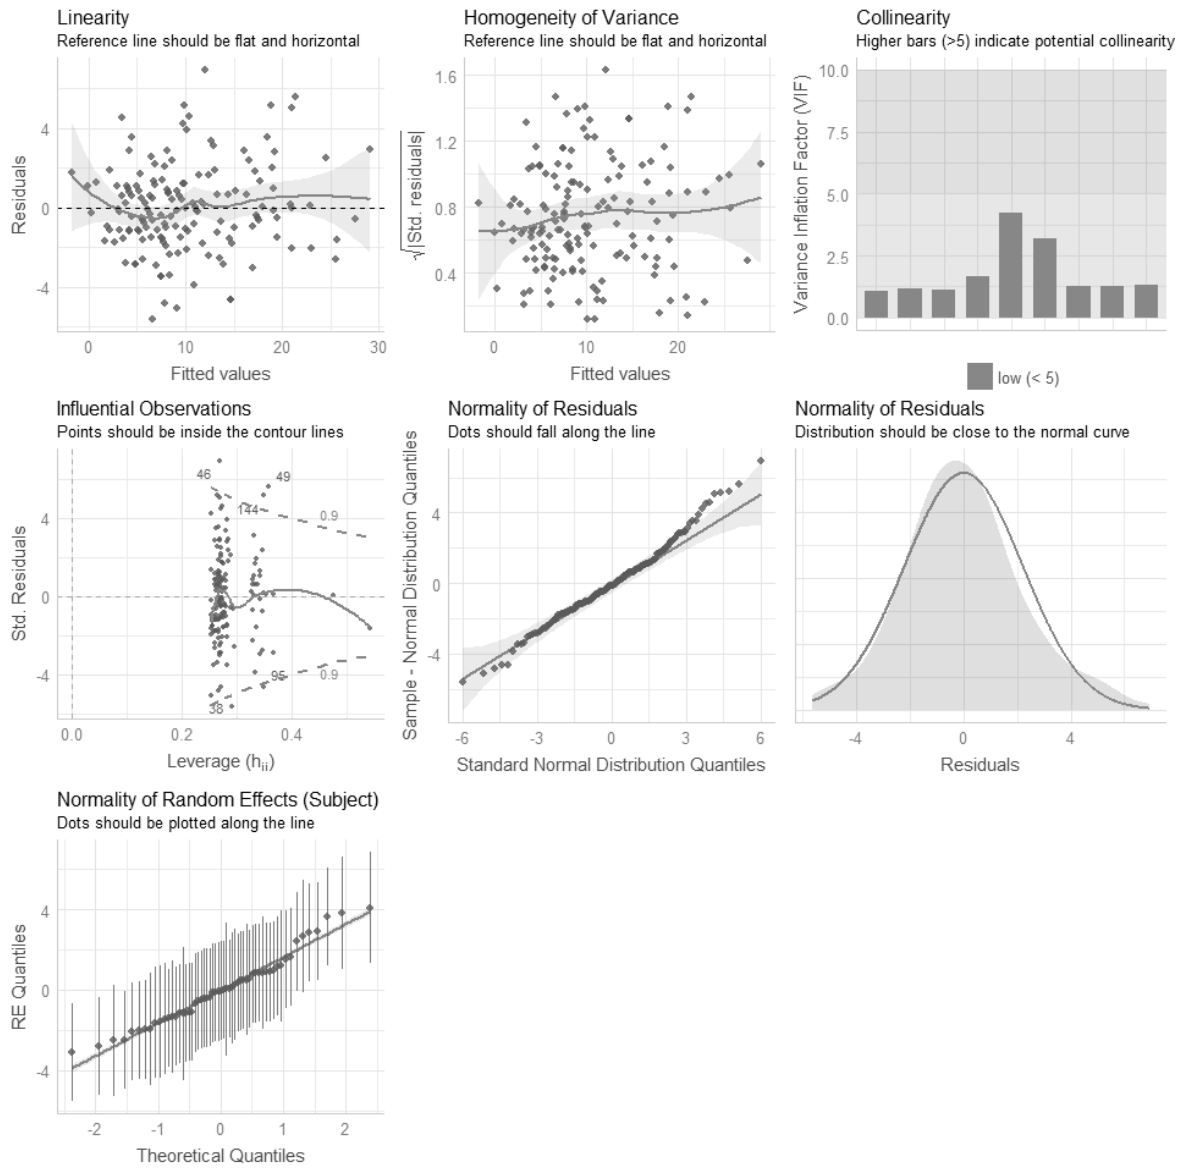 Linearity
Reference line should be flat and horizontal
Residuals
4
0
-4
0
10
20
30
Fitted values
Homogeneity of Variance
Reference line should be flat and horizontal
√|Std. residuals|
1.6
1.2
0.8
0.4
0
10
20
Fitted values
Collinearity
Higher bars (>5) indicate potential collinearity
Variance Inflation Factor (VIF)
10.0
7.5
5.0
2.5
0.0
low (< 5)
Influential Observations
Points should be inside the contour lines
Std. Residuals
4
0
-4
46
49
144
0.9
95
0.9
38
0.0
0.2
0.4
Leverage (hii)
Normality of Residuals
Dots should fall along the line
Sample - Normal Distribution Quantiles
4
0
-4
-6
-3
0
3
6
Standard Normal Distribution Quantiles
Normality of Residuals
Distribution should be close to the normal curve
-4
0
4
Residuals
Normality of Random Effects (Subject)
Dots should be plotted along the line
RE Quantiles
4
0
-4
-2
-1
0
1
2
Theoretical Quantiles